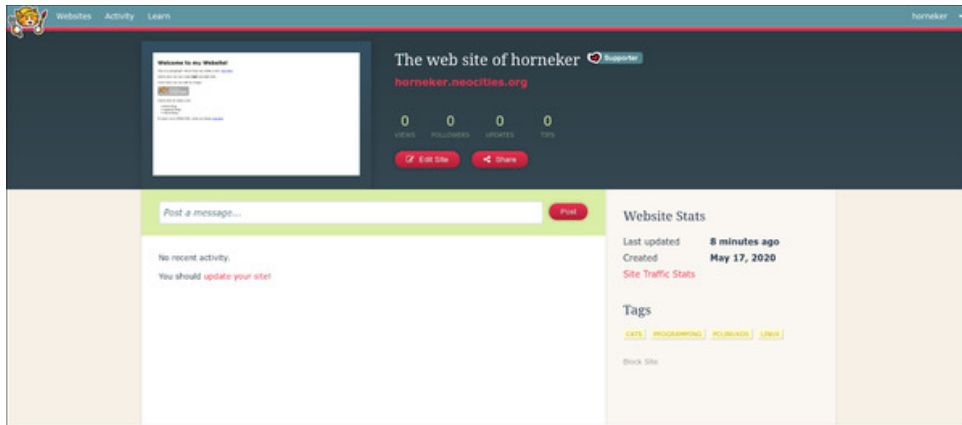 Websites Activity Learn horneker
The web site of horneker Supporter
horneker.neocities.org
Welcome to my Website!
0 0 0 0
VIEWS FOLLOWERS UPDATES TIPS
Edit Site Share
Post a message... Post
No recent activity.
You should update your site!
Website Stats
Last updated 8 minutes ago
Created May 17, 2020
Site Traffic Stats
Tags
CATS PROGRAMMING PCLINUXOS LINUX
Block Site